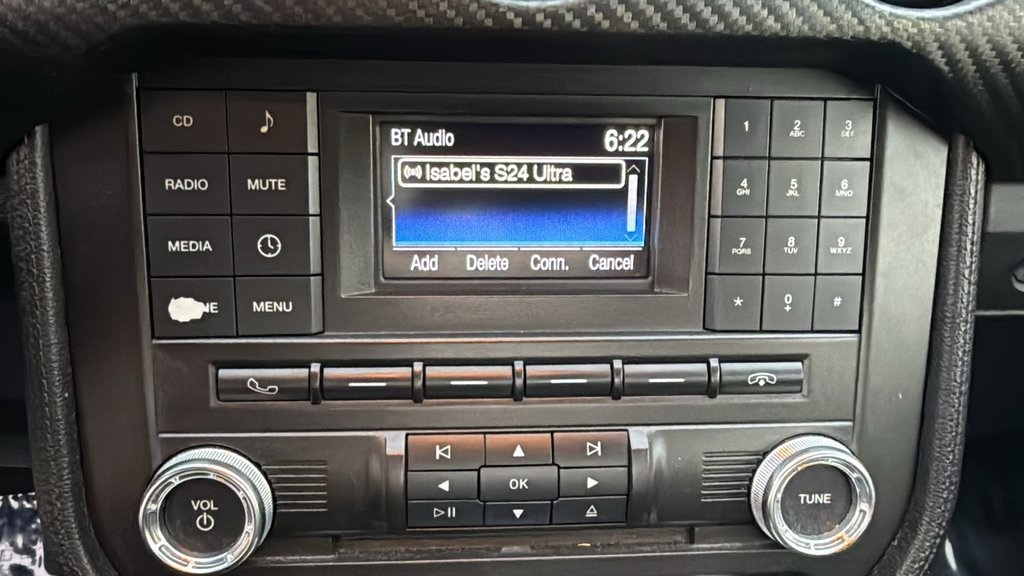 CD
RADIO
MUTE
MEDIA
NE
MENU
BT Audio 6:22
Isabel's S24 Ultra
Add Delete Conn. Cancel
1 2 ABC 3 DEF
4 GHI 5 JKL 6 MNO
7 PQRS 8 TUV 9 WXYZ
* 0 + #
VOL
OK
TUNE